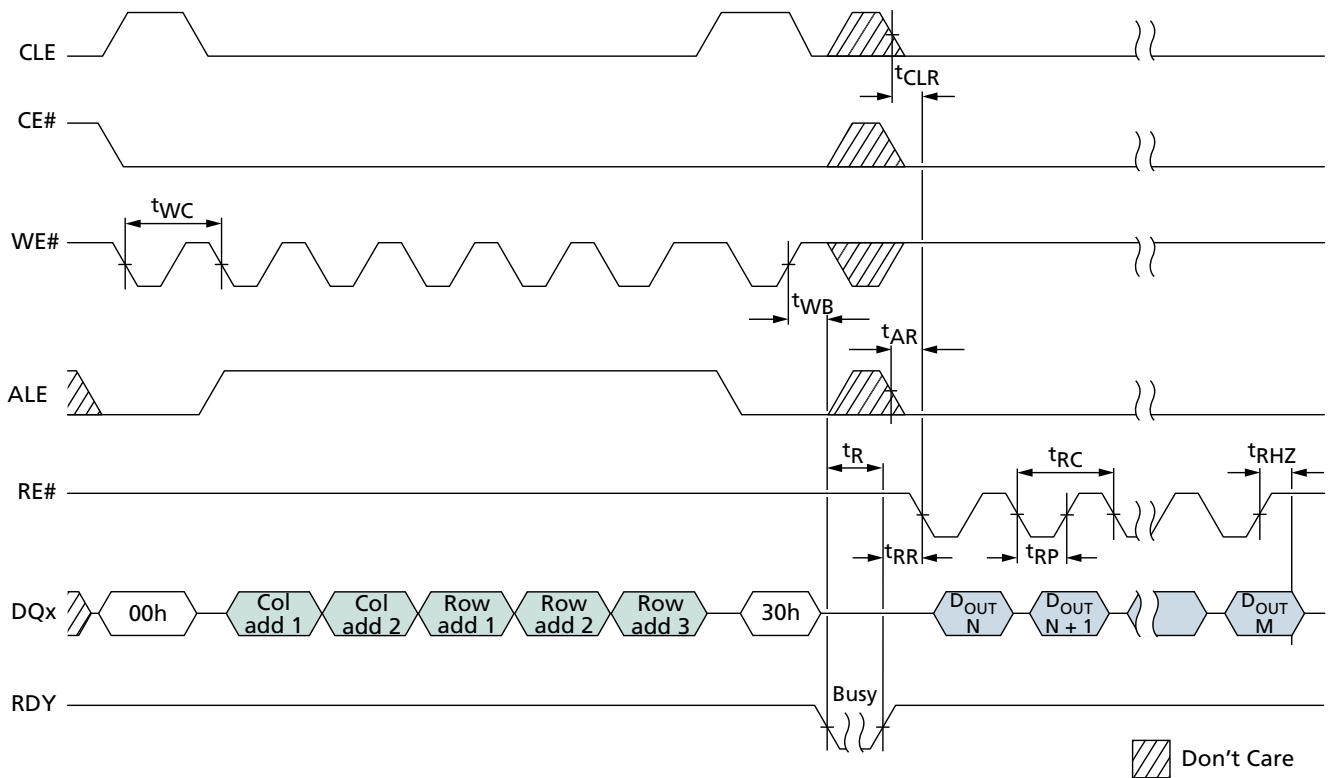 CLE
tCLR
CE#
tWC
WE#
tWB
tAR
ALE
tR
tRC
tRHZ
RE#
tRR
tRP
DQx
00h
Col
add 1
Col
add 2
Row
add 1
Row
add 2
Row
add 3
30h
DOUT
N
DOUT
N + 1
DOUT
M
RDY
Busy
Don't Care